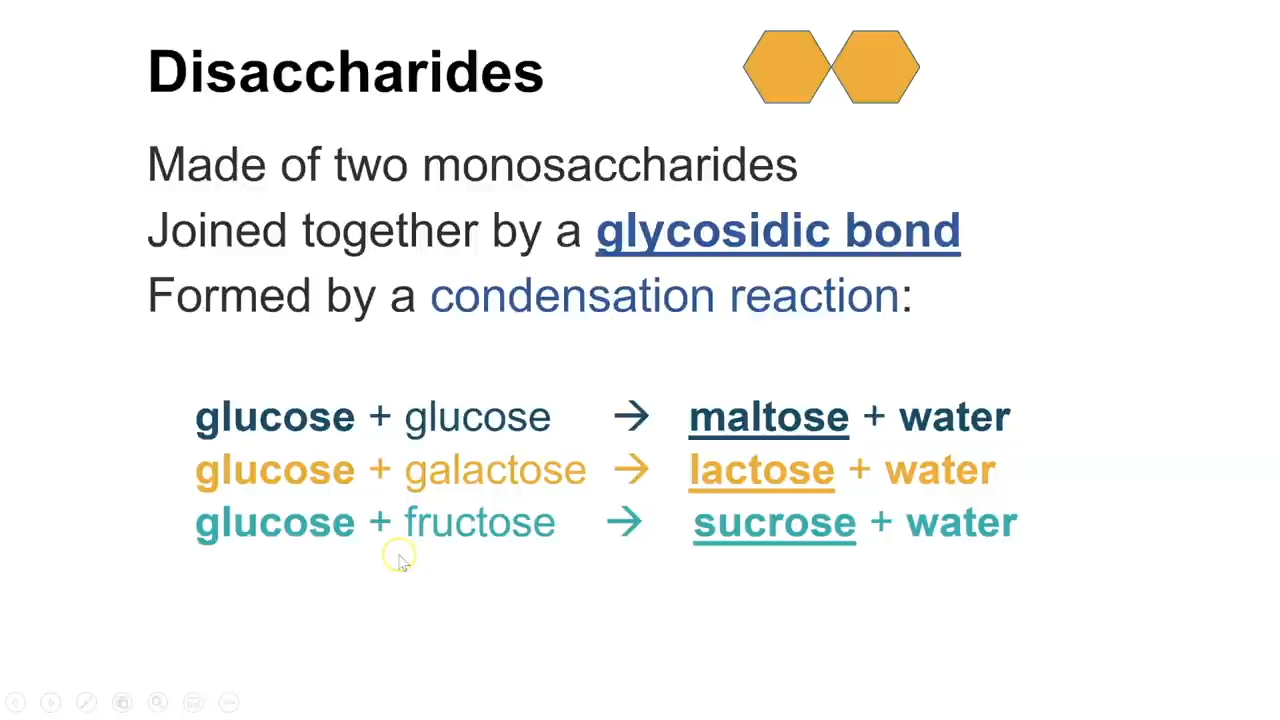 Disaccharides
Made of two monosaccharides
Joined together by a glycosidic bond
Formed by a condensation reaction:
glucose + glucose → maltose + water
glucose + galactose → lactose + water
glucose + fructose → sucrose + water